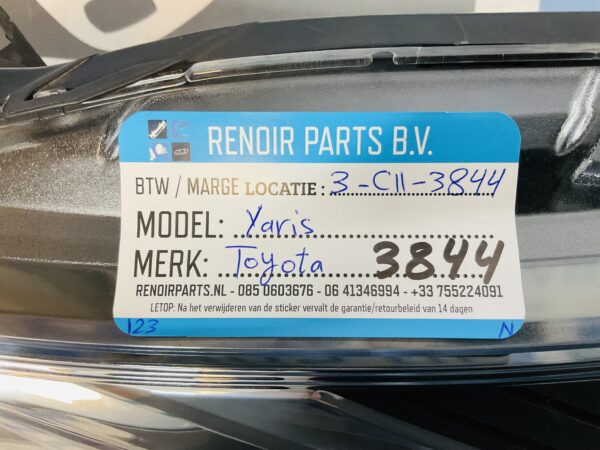 RENOIR PARTS B.V.
BTW / MARGE LOCATIE: 3-C11-3844
MODEL: Yaris
MERK: Toyota 3844
RENOIRPARTS.NL - 085 0603676 - 06 41346994 - +33 755224091
LETOP: Na het verwijderen van de sticker vervalt de garantie/retourbeleid van 14 dagen
123 N